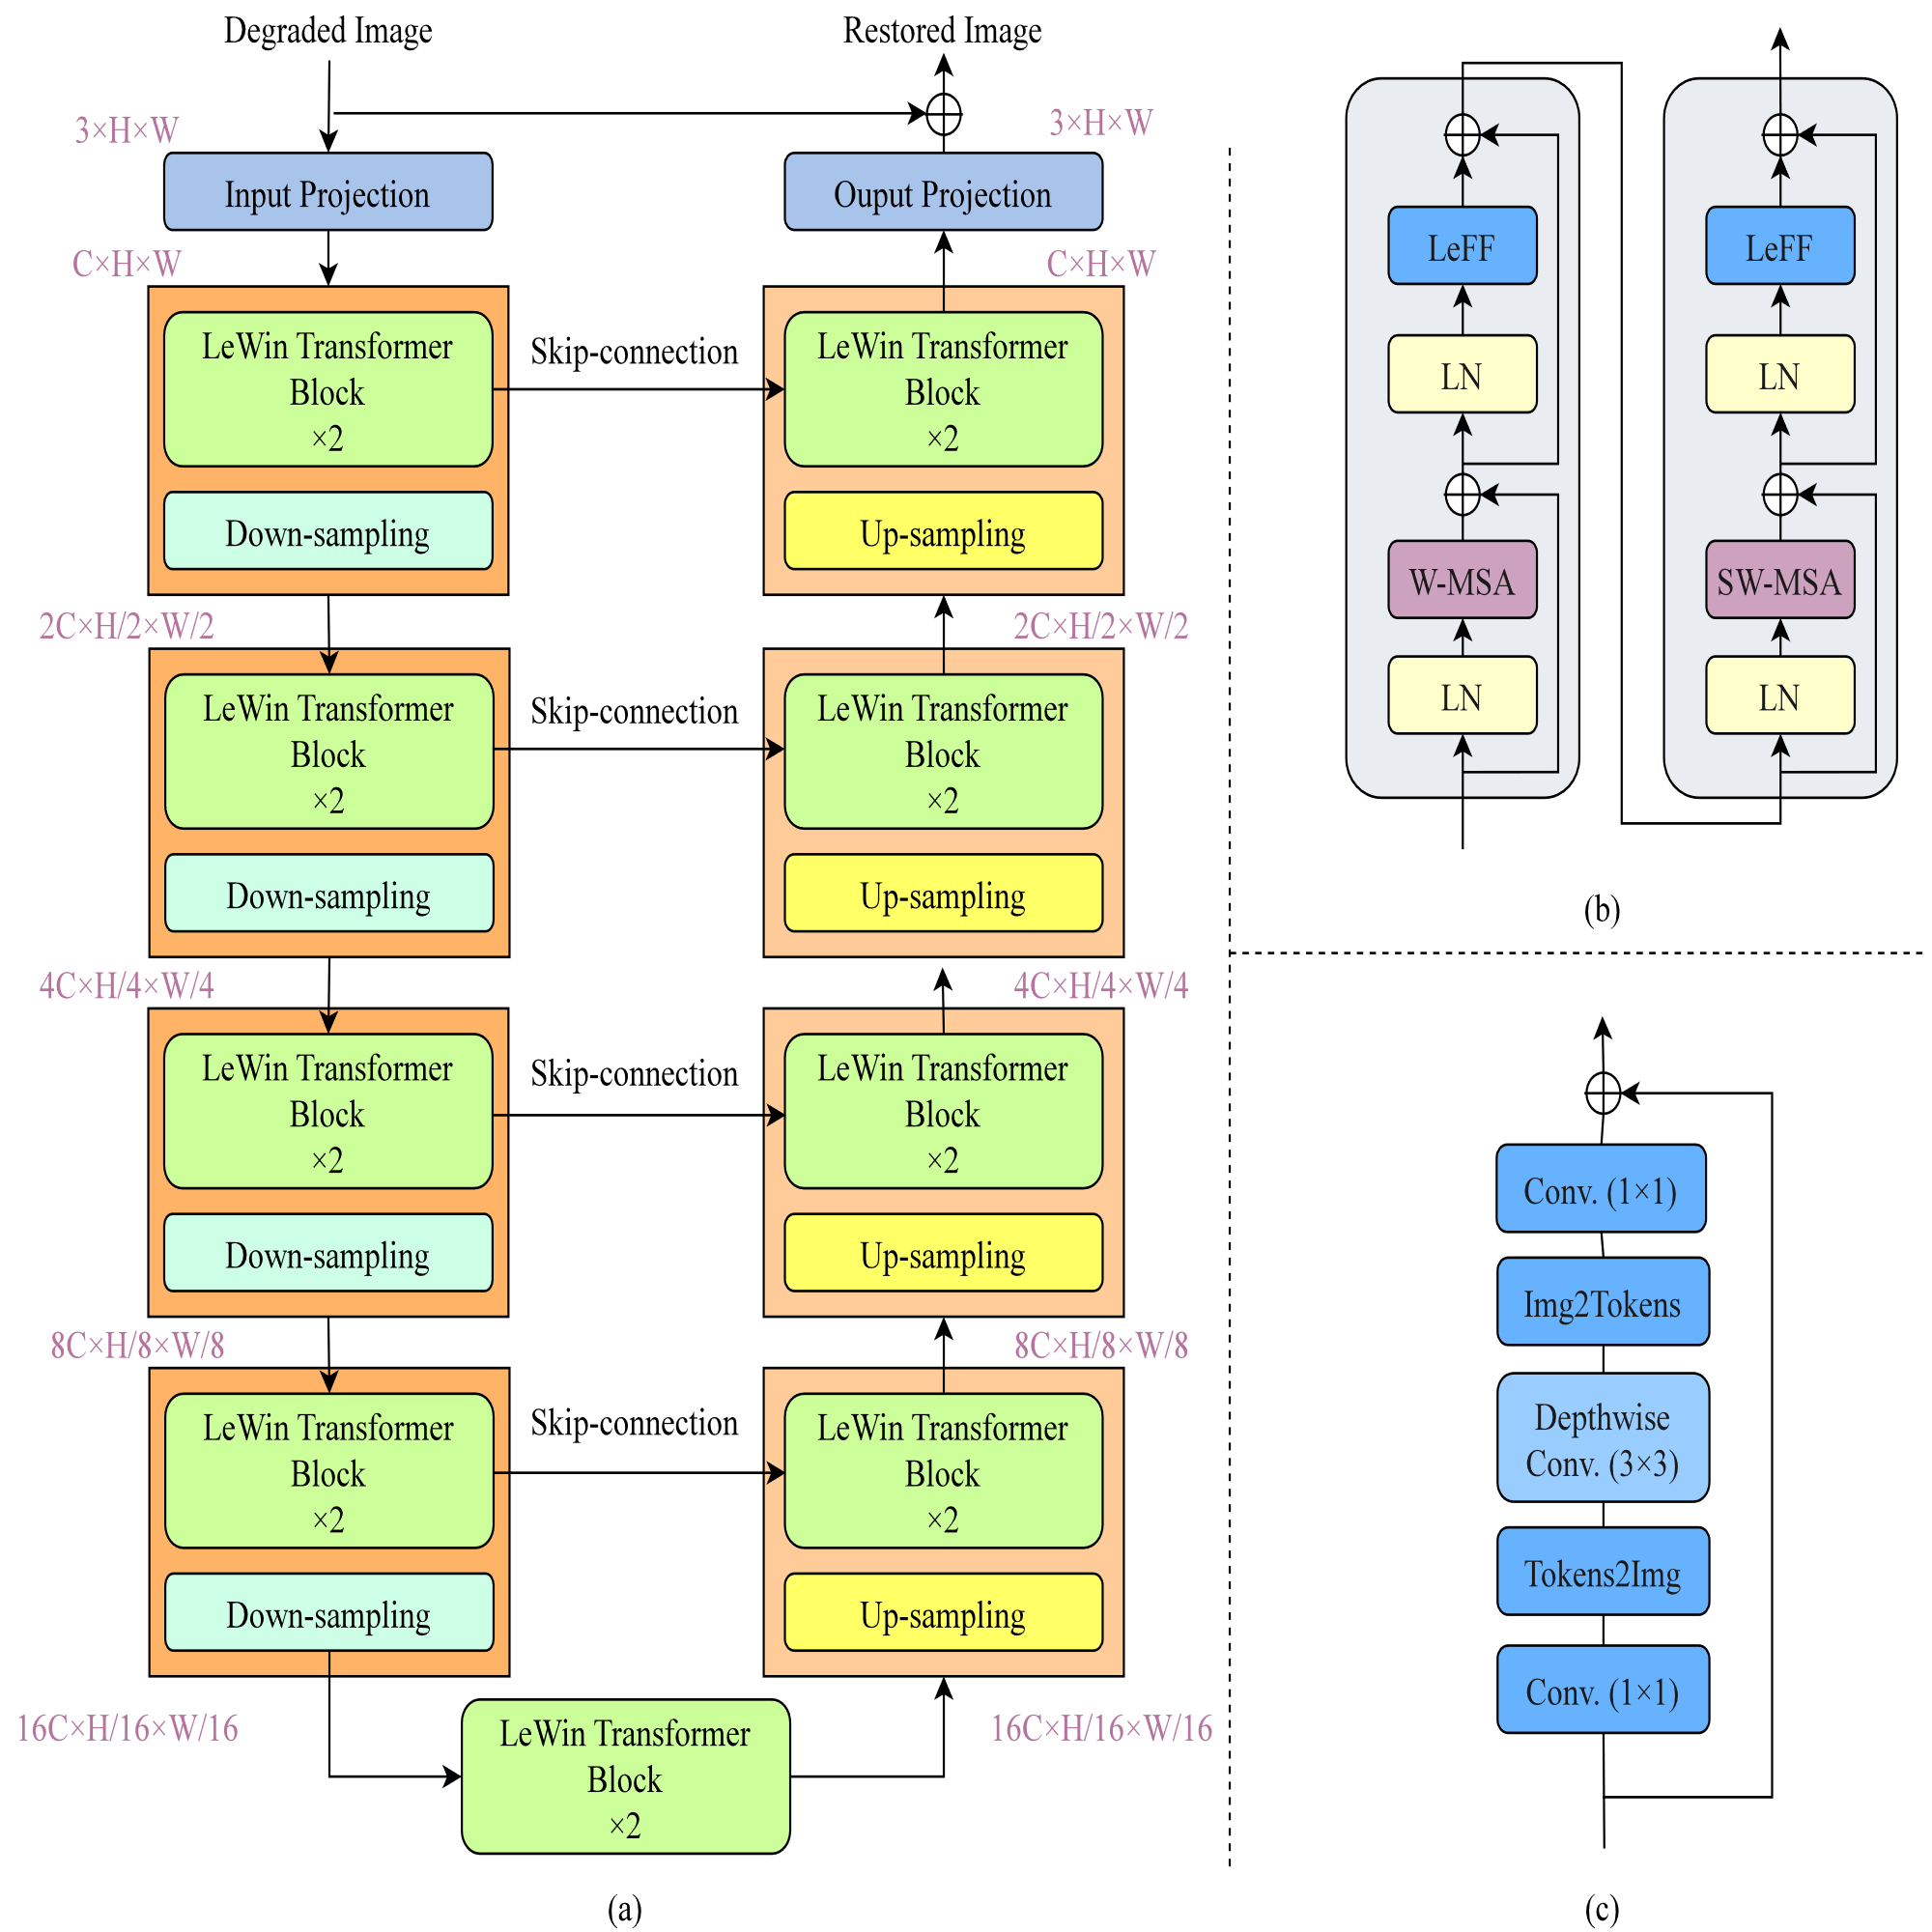 Degraded Image
Restored Image
3×H×W
3×H×W
Input Projection
Ouput Projection
C×H×W
C×H×W
LeWin Transformer
Block
×2
Skip-connection
LeWin Transformer
Block
×2
Down-sampling
Up-sampling
2C×H/2×W/2
2C×H/2×W/2
LeWin Transformer
Block
×2
Skip-connection
LeWin Transformer
Block
×2
Down-sampling
Up-sampling
4C×H/4×W/4
4C×H/4×W/4
LeWin Transformer
Block
×2
Skip-connection
LeWin Transformer
Block
×2
Down-sampling
Up-sampling
8C×H/8×W/8
8C×H/8×W/8
LeWin Transformer
Block
×2
Skip-connection
LeWin Transformer
Block
×2
Down-sampling
Up-sampling
16C×H/16×W/16
16C×H/16×W/16
LeWin Transformer
Block
×2
(a)
LeFF
LN
W-MSA
LN
LeFF
LN
SW-MSA
LN
(b)
Conv. (1×1)
Img2Tokens
Depthwise
Conv. (3×3)
Tokens2Img
Conv. (1×1)
(c)